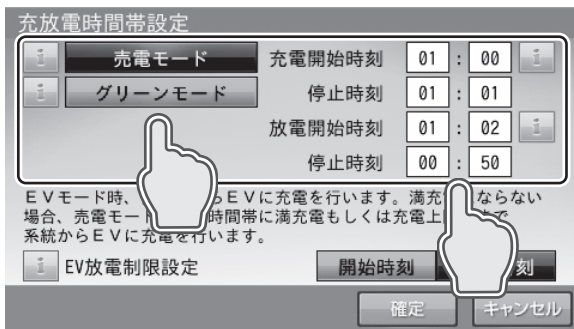 充放電時間帯設定
i 売電モード 充電開始時刻 01 : 00 i
i グリーンモード 停止時刻 01 : 01
放電開始時刻 01 : 02 i
停止時刻 00 : 50
EVモード時、 らEVに充電を行います。満充 ならない
場合、売電モー 時間帯に満充電もしくは充電上 で
系統からEVに充電を行います。
i EV放電制限設定 開始時刻 刻
確定 キャンセル